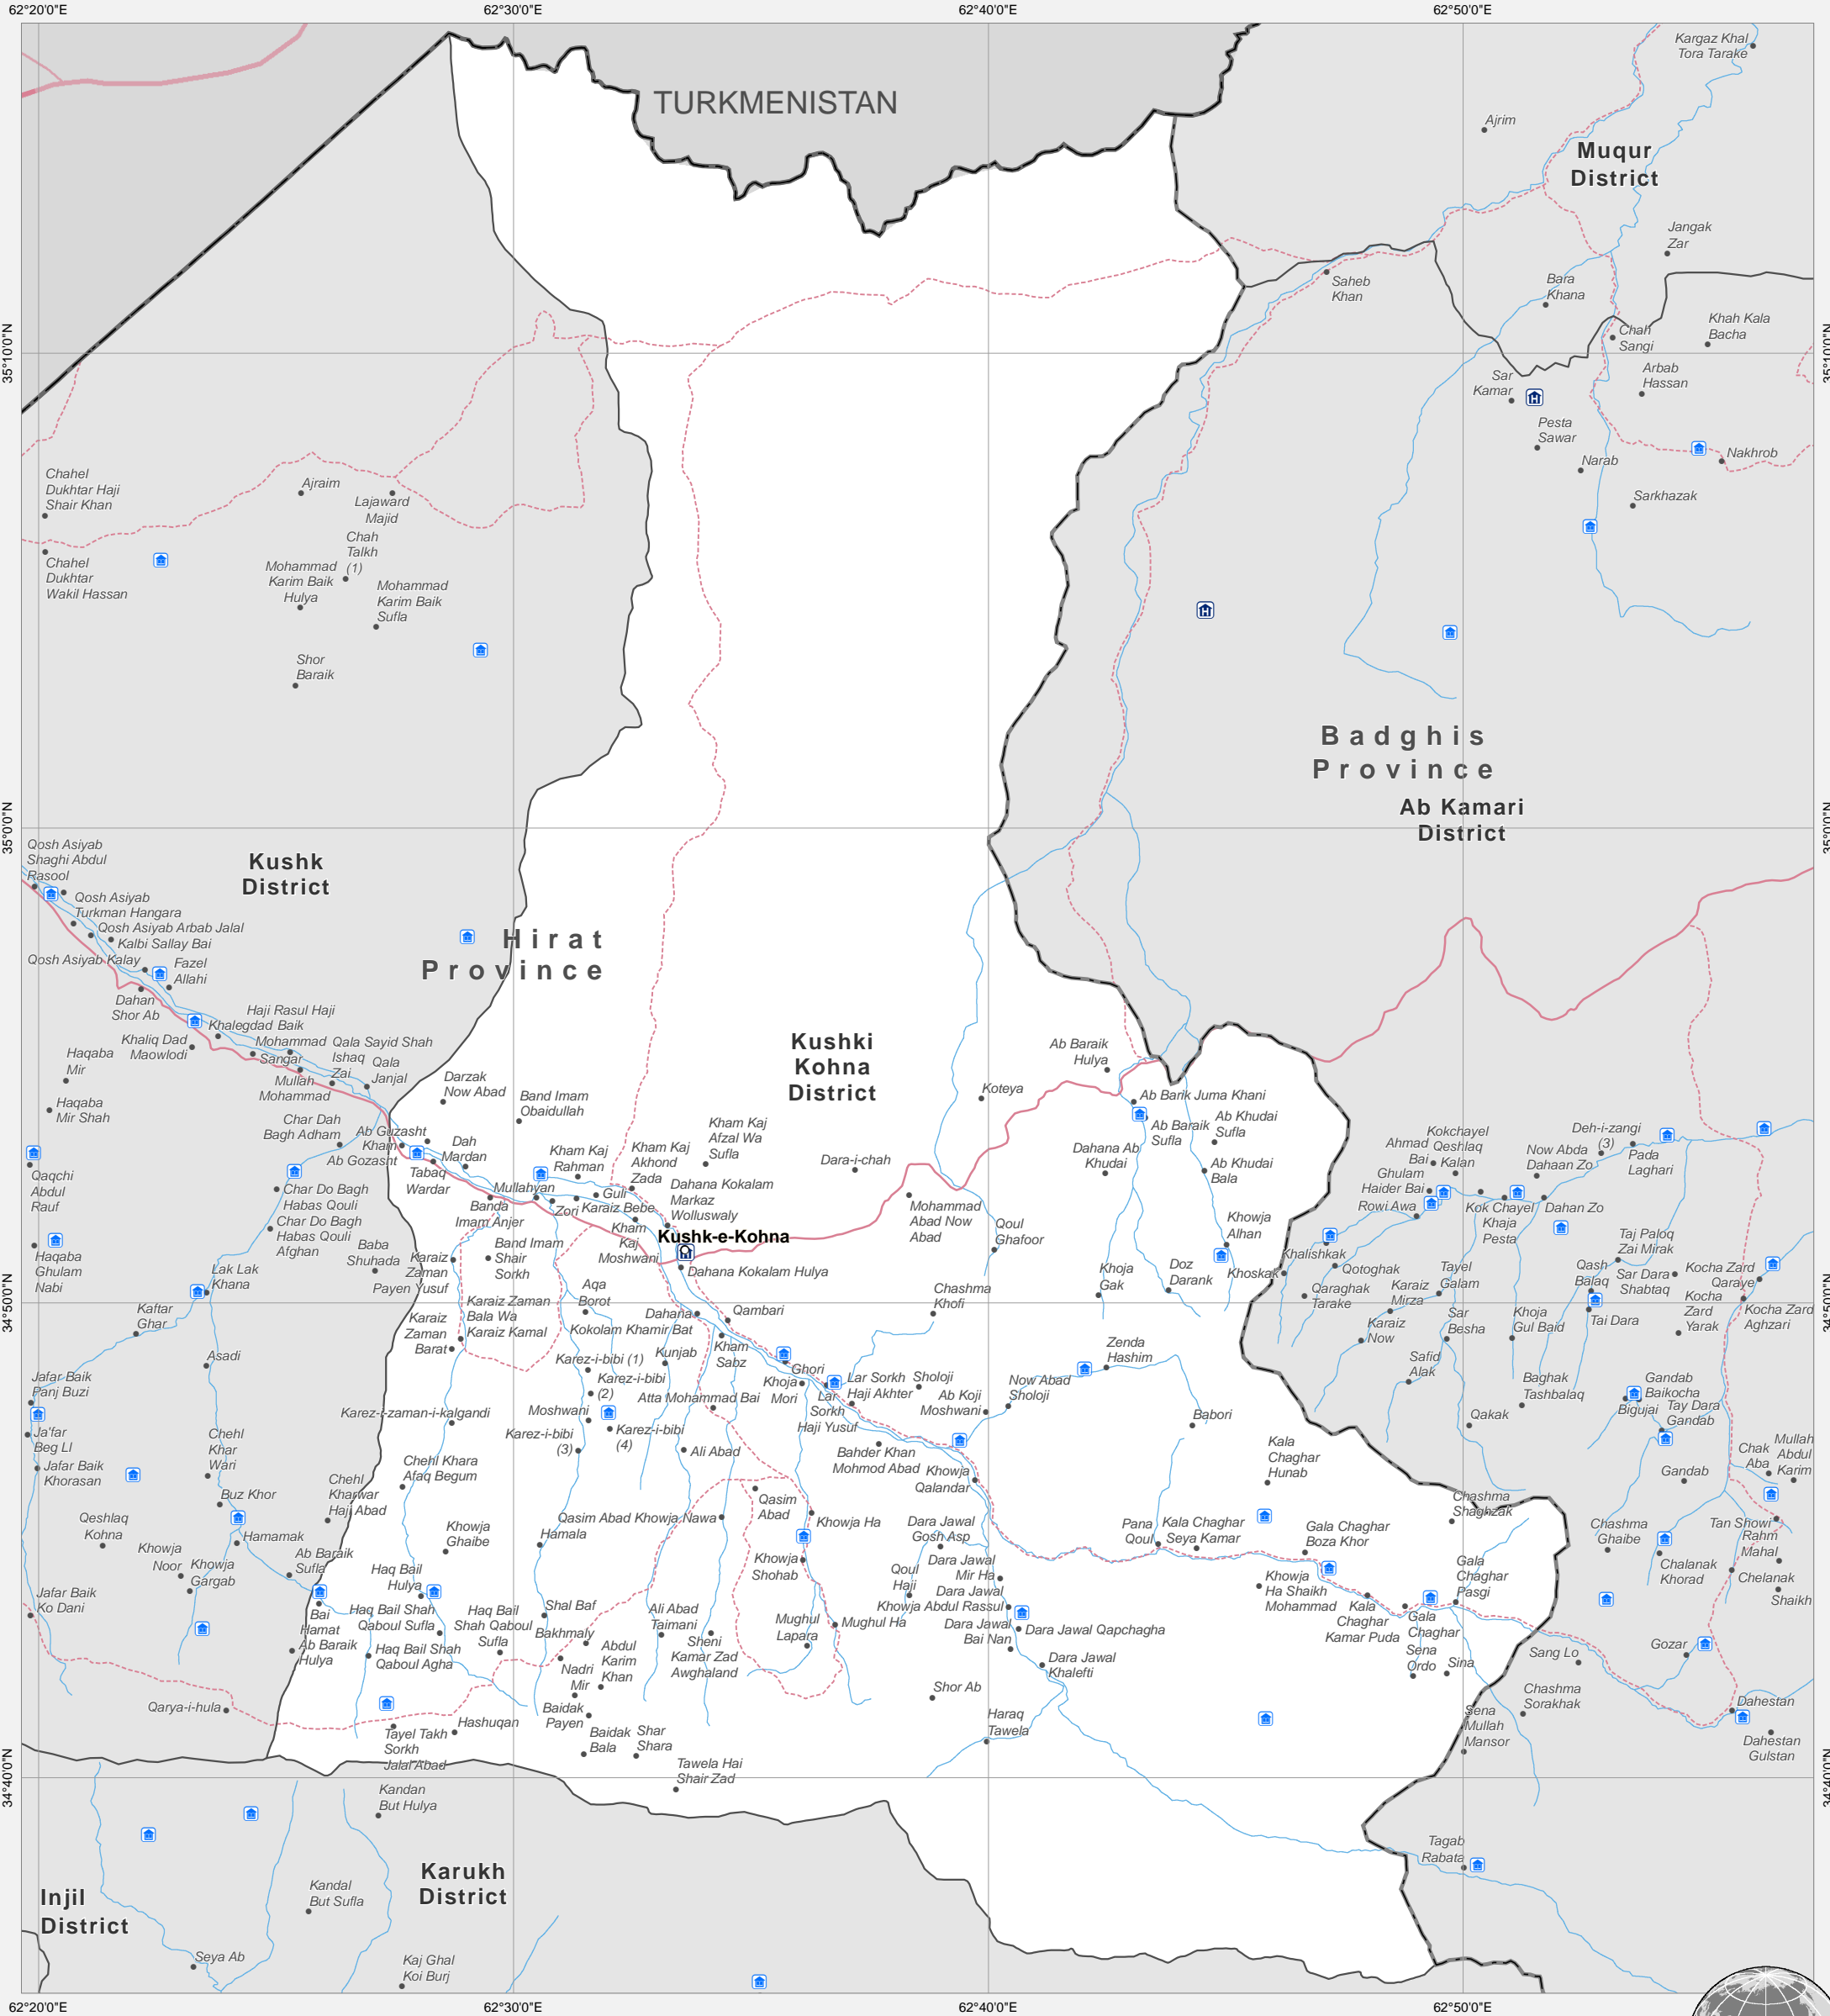 62°20'0"E
62°30'0"E
62°40'0"E
62°50'0"E
Kargaz Khal
Tora Tarake
TURKMENISTAN
Ajrim
Muqur
District
Jangak
Zar
Saheb
Khan
Bara
Khana
35°10'0"N
35°10'0"N
Chah
Sangi
Khah Kala
Bacha
Sar
Kamar
Arbab
Hassan
Pesta
Sawar
Narab
Nakhrob
Sarkhazak
Chahel
Dukhtar Haji
Shair Khan
Ajraim
Lajaward
Majid
Chah
Talkh
(1)
Chahel
Dukhtar
Wakil Hassan
Mohammad
Karim Baik
Hulya
Mohammad
Karim Baik
Sufla
Shor
Baraik
Badghis
Province
Ab Kamari
District
35°0'0"N
35°0'0"N
Kushk
District
Qosh Asiyab
Shaghi Abdul
Rasool
Qosh Asiyab
Turkman Hangara
Qosh Asiyab Arbab Jalal
Kalbi Sallay Bai
Qosh Asiyab Kalay
Fazel
Allahi
Hirat
Province
Dahan
Shor Ab
Haji Rasul Haji
Khalegdad Baik
Mohammad
Khaliq Dad
Maowlodi
Sangar
Qala Sayid Shah
Ishaq
Zai
Qala
Janjal
Haqaba
Mir
Mullah
Mohammad
Haqaba
Mir Shah
Kushki
Kohna
District
Ab Baraik
Hulya
Koteya
Darzak
Now Abad
Band Imam
Obaidullah
Char Dah
Bagh Adham
Ab Guzasht
Kham
Ab Gozasht
Dah
Mardan
Tabaq
Wardar
Kham Kaj
Rahman
Kham Kaj
Akhond
Zada
Kham Kaj
Afzal Wa
Sufla
Dara-i-chah
Ab Barik Juma Khani
Ab Baraik
Sufla
Ab Khudai
Sufla
Dahana Ab
Khudai
Ab Khudai
Bala
Ahmad
Bai
Ghulam
Haider Bai
Rowi Awa
Kokchayel
Qeshlaq
Kalan
Now Abda
Dahaan Zo
Deh-i-zangi
(3)
Pada
Laghari
Kok Chayel
Khaja
Pesta
Dahan Zo
Qaqchi
Abdul
Rauf
Char Do Bagh
Habas Qouli
Char Do Bagh
Habas Qouli
Afghan
Mullahyan
Banda
Imam Anjer
Zori
Guli
Karaiz Bebe
Kham
Kaj
Moshwani
Dahana Kokalam
Markaz
Wolluswaly
Kushk-e-Kohna
Dahana Kokalam Hulya
Mohammad
Abad Now
Abad
Qoul
Ghafoor
Khowja
Alhan
Khoskak
Khalishkak
Qotoghak
Qaraghak
Tarake
Taj Paloq
Zai Mirak
Haqaba
Ghulam
Nabi
Lak Lak
Khana
Baba
Shuhada
Payen Yusuf
Karaiz
Zaman
Band Imam
Shair
Sorkh
Khoja
Gak
Doz
Darank
Karaiz
Mirza
Tayel
Galam
Qash
Balaq
Sar Dara
Shabtaq
Kocha Zard
Qaraye
34°50'0"N
34°50'0"N
Kaftar
Ghar
Karaiz
Zaman
Barat
Karaiz Zaman
Bala Wa
Karaiz Kamal
Aqa
Borot
Dahana
Qambari
Kokolam Khamir Bat
Kham
Sabz
Chashma
Khofi
Karaiz
Now
Sar
Besha
Khoja
Gul Baid
Tai Dara
Kocha
Zard
Yarak
Kocha Zard
Aghzari
Asadi
Karez-i-bibi (1)
Kunjab
Ghori
Zenda
Hashim
Safid
Alak
Baghak
Tashbalaq
Jafar Baik
Panj Buzi
Karez-i-bibi
(2)
Atta Mohammad Bai
Khoja
Mori
Lar
Sorkh
Haji Yusuf
Lar Sorkh
Haji Akhter
Sholoji
Ab Koji
Moshwani
Now Abad
Sholoji
Babori
Gandab
Baikocha
Bigujai
Tay Dara
Gandab
Qakak
Karez-i-zaman-i-kalgandi
Moshwani
Karez-i-bibi
(3)
Karez-i-bibi
(4)
Ali Abad
Bahder Khan
Mohmod Abad
Khowja
Qalandar
Kala
Chaghar
Hunab
Ja'far
Beg LI
Jafar Baik
Khorasan
Chehl
Khar
Wari
Chehl Khara
Afaq Begum
Chak
Aba
Mullah
Abdul
Karim
Gandab
Buz Khor
Chehl
Kharwar
Haji Abad
Qeshlaq
Kohna
Hamamak
Khowja
Ghaibe
Hamala
Qasim Abad Khowja Nawa
Qasim
Abad
Khowja Ha
Dara Jawal
Gosh Asp
Pana
Qoul
Kala Chaghar
Seya Kamar
Gala Chaghar
Boza Khor
Chashma
Shaghzak
Chashma
Ghaibe
Tan Showi
Rahm
Mahal
Khowja
Noor
Khowja
Gargab
Ab Baraik
Sufla
Haq Bail
Hulya
Khowja
Shohab
Qoul
Haji
Dara Jawal
Mir Ha
Dara Jawal
Khowja Abdul Rassul
Khowja
Ha Shaikh
Mohammad
Gala
Chaghar
Pasgi
Chalanak
Khorad
Chelanak
Shaikh
Jafar Baik
Ko Dani
Bai
Hamat
Ab Baraik
Hulya
Haq Bail Shah
Qaboul Sufla
Haq Bail
Shah Qaboul
Sufla
Haq Bail Shah
Qaboul Agha
Shal Baf
Bakhmaly
Ali Abad
Taimani
Sheni
Kamar Zad
Awghaland
Mughul
Lapara
Mughul Ha
Dara Jawal
Bai Nan
Dara Jawal Qapchagha
Dara Jawal
Khalefti
Kala
Chaghar
Kamar Puda
Gala
Chaghar
Sena
Ordo
Sina
Sang Lo
Gozar
Nadri
Mir
Abdul
Karim
Khan
Shor Ab
Chashma
Sorakhak
Dahestan
Qarya-i-hula
Tayel Takh
Sorkh
Jalal Abad
Hashuqan
Baidak
Payen
Baidak
Bala
Shar
Shara
Haraq
Tawela
Sena
Mullah
Mansor
Dahestan
Gulstan
34°40'0"N
34°40'0"N
Tawela Hai
Shair Zad
Kandan
But Hulya
Tagab
Rabata
Injil
District
Karukh
District
Kandal
But Sufla
Seya Ab
Kaj Ghal
Koi Burj
62°20'0"E
62°30'0"E
62°40'0"E
62°50'0"E